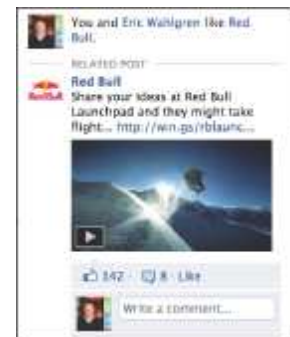 You and Eric Wahlgren like Red
Bull.
RELATED POST
Red Bull
Share your ideas at Red Bull
Launchpad and they might take
flight... http://win.gs/rblaunc...
142 · 8 · Like
Write a comment...